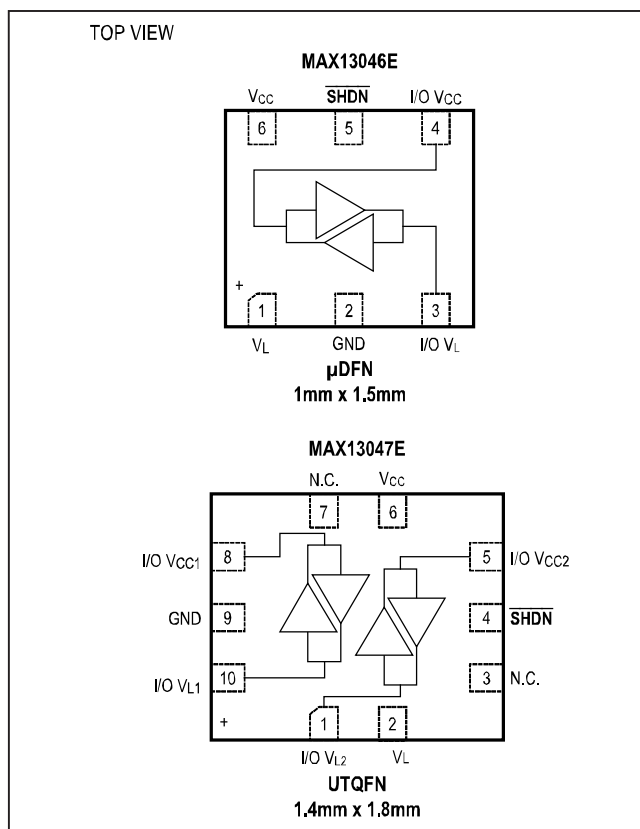 TOP VIEW
MAX13046E
VCC SHDN I/O VCC
6 5 4
+
1 2 3
VL GND I/O VL
µDFN
1mm x 1.5mm
MAX13047E
N.C. VCC
7 6
I/O VCC1 8 5 I/O VCC2
GND 9 4 SHDN
I/O VL1 10 3 N.C.
+ 1 2
I/O VL2 VL
UTQFN
1.4mm x 1.8mm